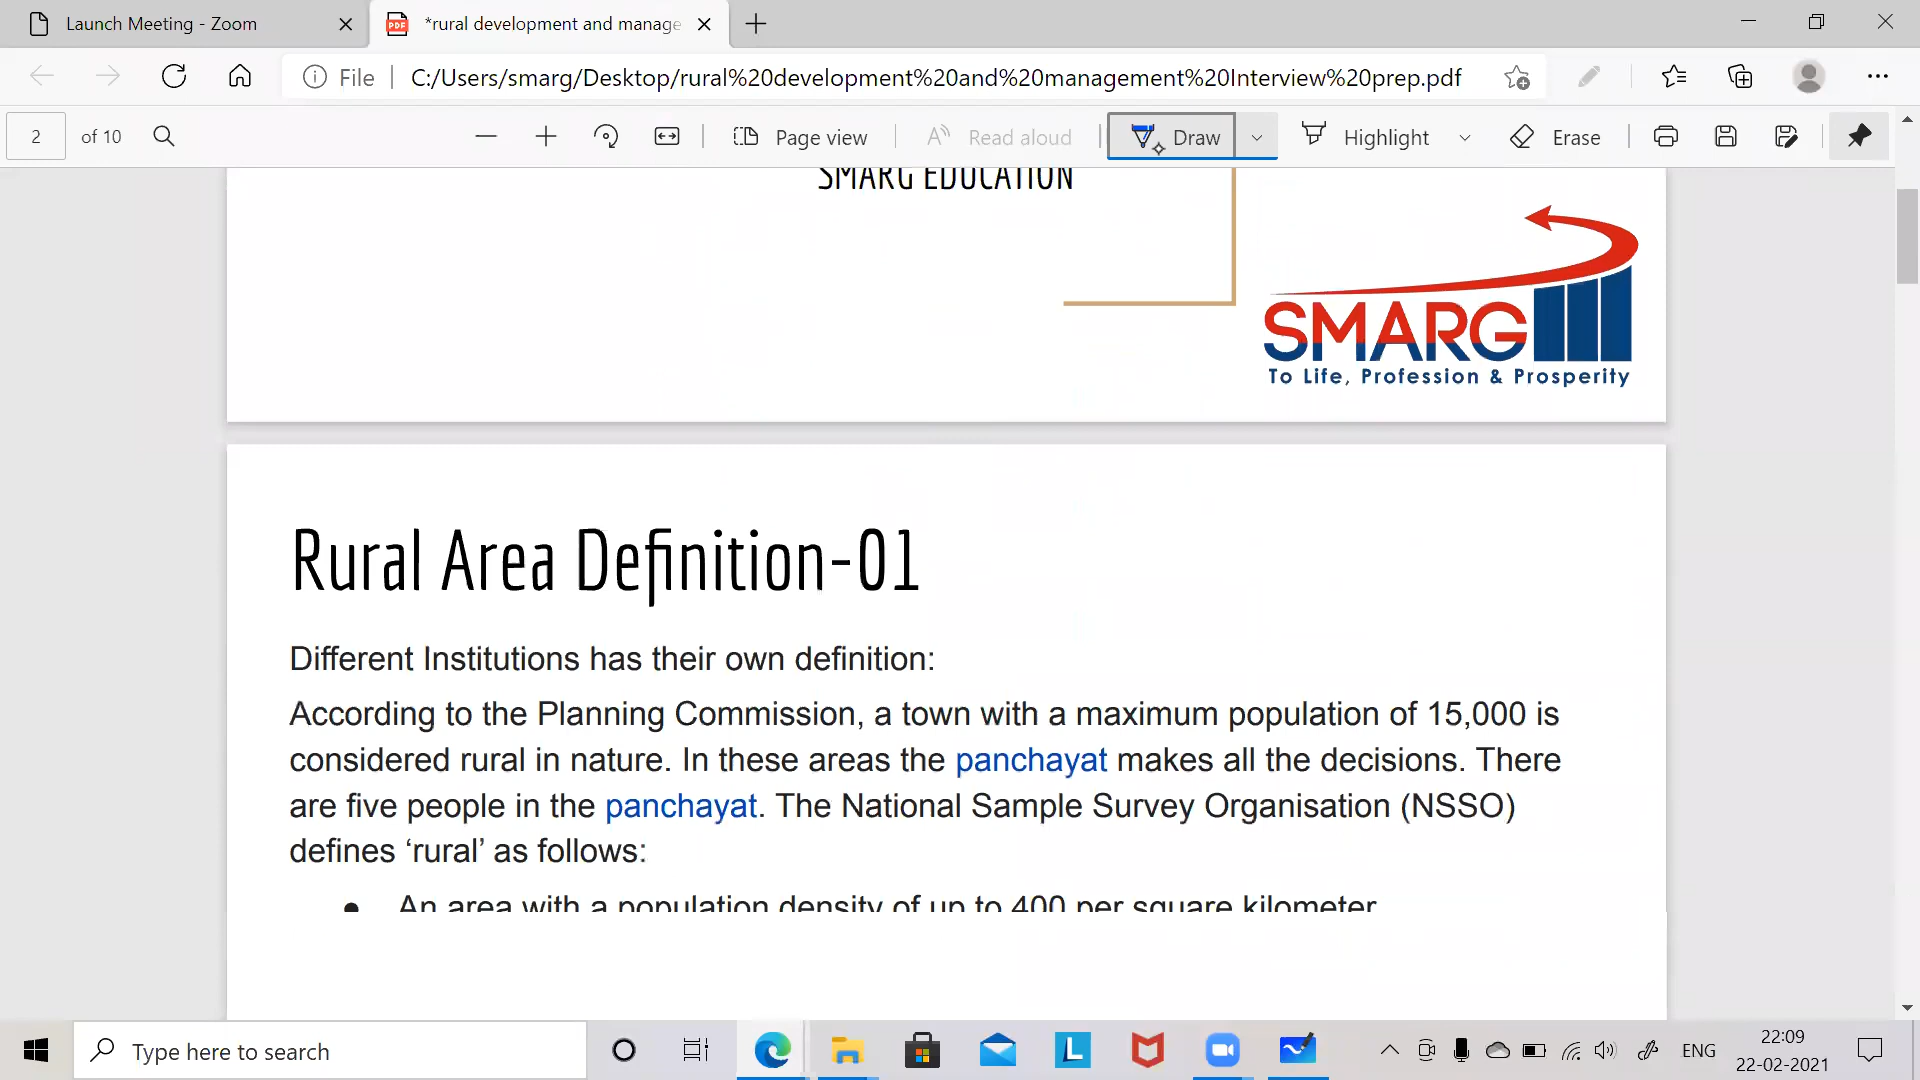 Launch Meeting - Zoom
PDF
*rural development and manage
File
C:/Users/smarg/Desktop/rural%20development%20and%20management%20Interview%20prep.pdf
2
of 10
Page view
Read aloud
Draw
Highlight
Erase
SMARG EDUCATION
SMARG
To Life, Profession & Prosperity
Rural Area Definition-01
Different Institutions has their own definition:
According to the Planning Commission, a town with a maximum population of 15,000 is
considered rural in nature. In these areas the panchayat makes all the decisions. There
are five people in the panchayat. The National Sample Survey Organisation (NSSO)
defines ‘rural’ as follows:
● An area with a population density of up to 400 per square kilometer
Type here to search
L
ENG
22:09
22-02-2021